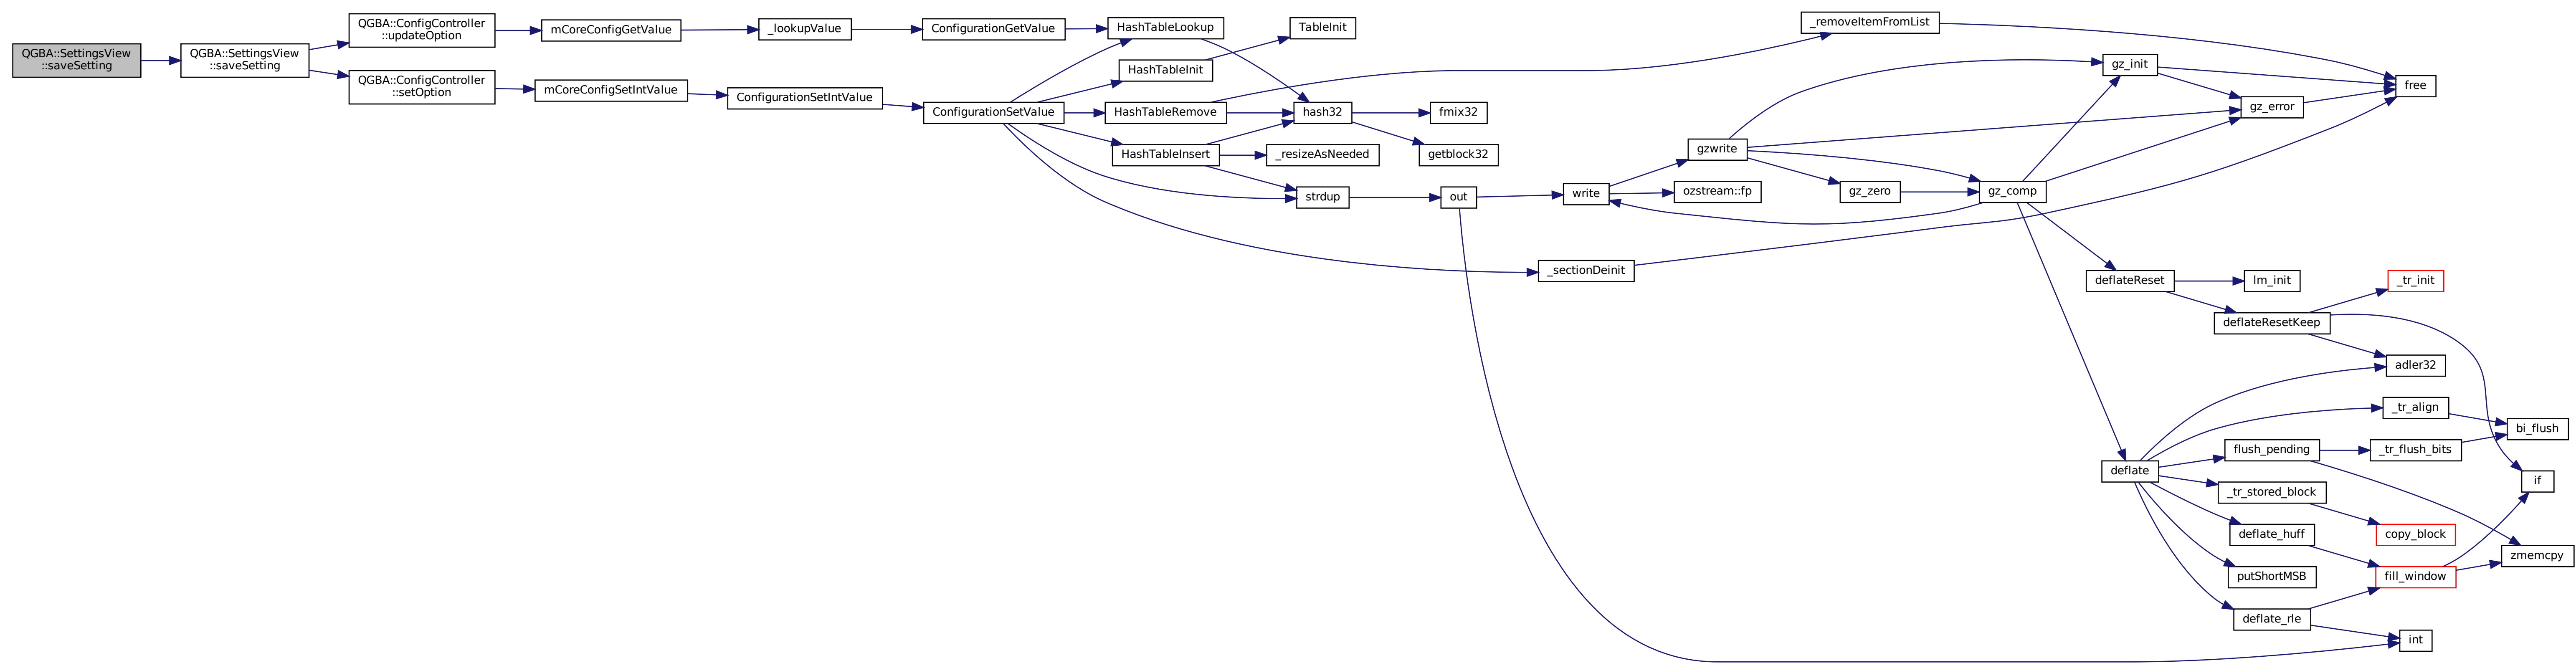 QGBA::SettingsView
::saveSetting
QGBA::SettingsView
::saveSetting
QGBA::ConfigController
::updateOption
QGBA::ConfigController
::setOption
mCoreConfigGetValue
mCoreConfigSetIntValue
_lookupValue
ConfigurationSetIntValue
ConfigurationGetValue
ConfigurationSetValue
HashTableLookup
HashTableInit
HashTableRemove
HashTableInsert
TableInit
hash32
_resizeAsNeeded
strdup
fmix32
getblock32
out
write
_sectionDeinit
gzwrite
ozstream::fp
_removeItemFromList
gz_zero
gz_comp
gz_init
gz_error
free
deflateReset
lm_init
deflateResetKeep
_tr_init
adler32
deflate
_tr_align
flush_pending
_tr_flush_bits
bi_flush
_tr_stored_block
if
deflate_huff
copy_block
zmemcpy
putShortMSB
fill_window
deflate_rle
int